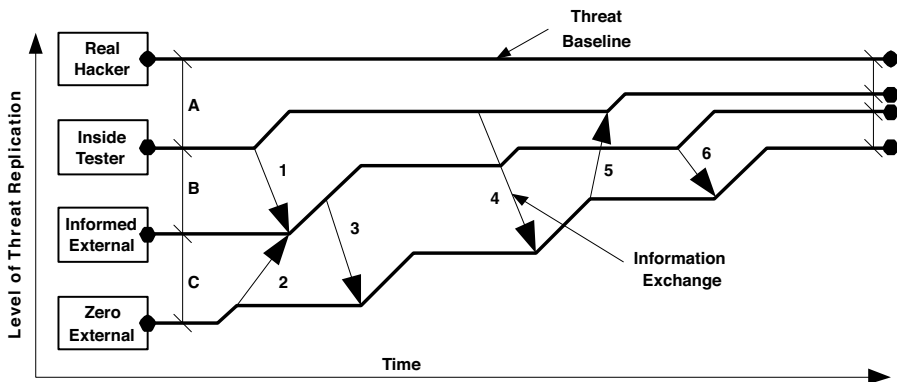 Threat
Baseline
Real
Hacker
A
Inside
Tester
B
1
5
6
Informed
External
C
2
3
4
Information
Exchange
Zero
External
Level of Threat Replication
Time